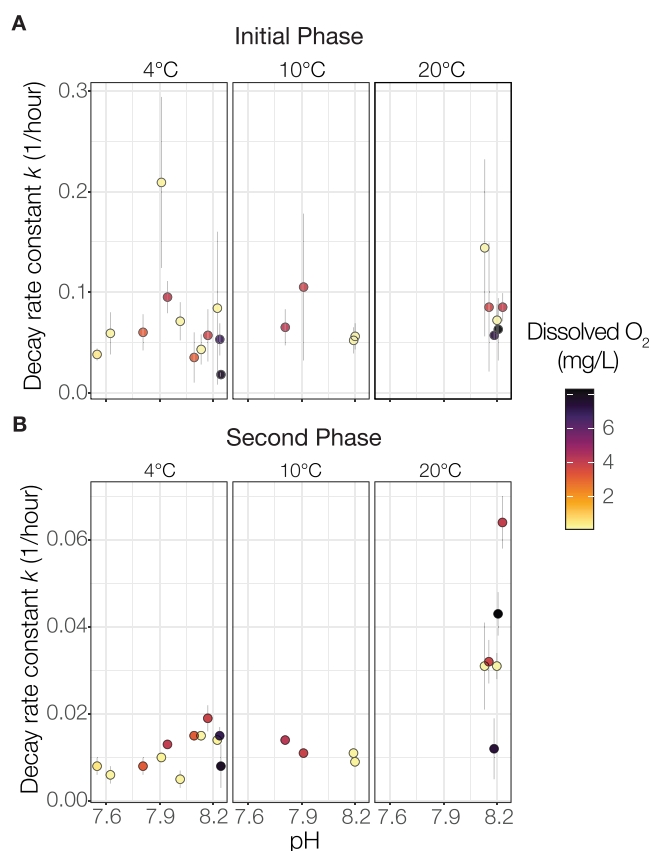 A
Initial Phase
4°C 10°C 20°C
Decay rate constant k (1/hour)
0.3
0.2
0.1
0.0
Dissolved O₂
(mg/L)
6
4
2
B
Second Phase
4°C 10°C 20°C
Decay rate constant k (1/hour)
0.06
0.04
0.02
0.00
7.6 7.9 8.2 7.6 7.9 8.2 7.6 7.9 8.2
pH